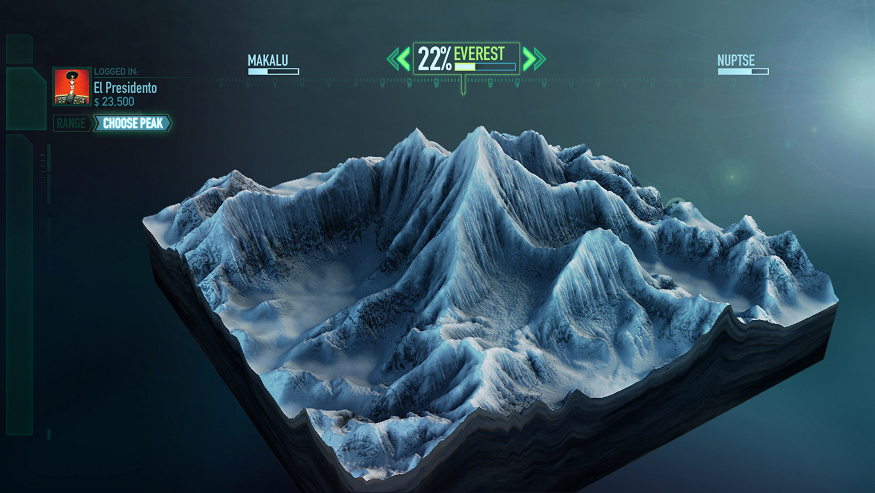 MAKALU
22% EVEREST
NUPTSE
LOGGED IN:
El Presidento
$ 23,500
RANGE CHOOSE PEAK